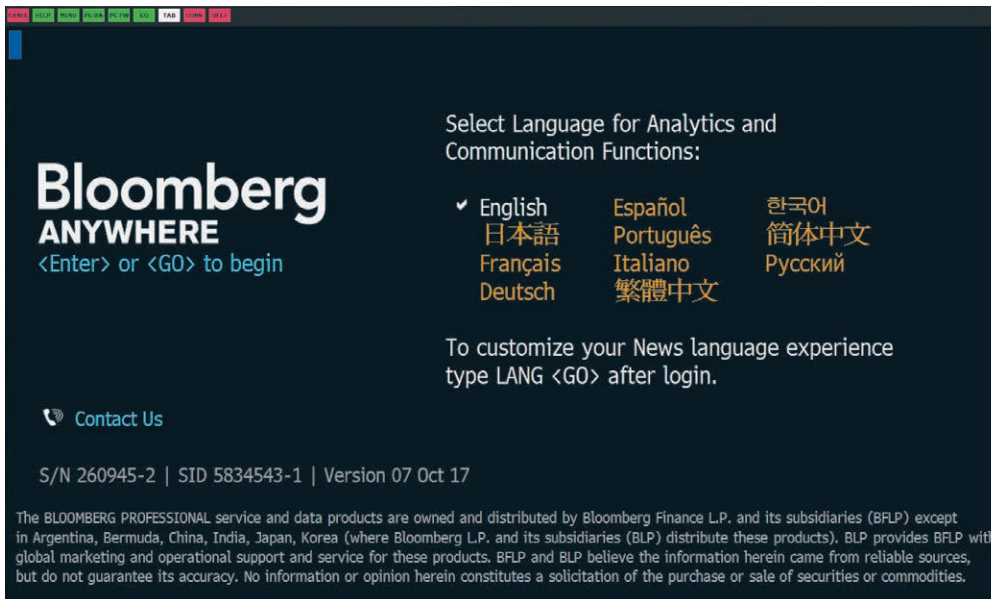 CANCL HELP MENU PG BA PG FW GO TAB CONN DFLT
Select Language for Analytics and
Communication Functions:
Bloomberg
ANYWHERE
<Enter> or <GO> to begin
✔ English Español 한국어
日本語 Português 简体中文
Français Italiano Русский
Deutsch 繁體中文
To customize your News language experience
type LANG <GO> after login.
Contact Us
S/N 260945-2 | SID 5834543-1 | Version 07 Oct 17
The BLOOMBERG PROFESSIONAL service and data products are owned and distributed by Bloomberg Finance L.P. and its subsidiaries (BFLP) except
in Argentina, Bermuda, China, India, Japan, Korea (where Bloomberg L.P. and its subsidiaries (BLP) distribute these products). BLP provides BFLP with
global marketing and operational support and service for these products. BFLP and BLP believe the information herein came from reliable sources,
but do not guarantee its accuracy. No information or opinion herein constitutes a solicitation of the purchase or sale of securities or commodities.